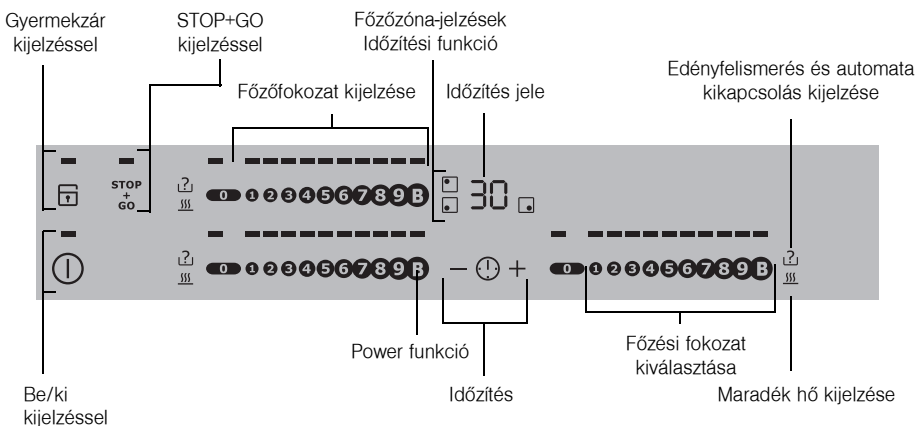 Gyermekzár
kijelzéssel
STOP+GO
kijelzéssel
Főzőzóna-jelzések
Időzítési funkció
Edényfelismerés és automata
kikapcsolás kijelzése
Főzőfokozat kijelzése
Időzítés jele
STOP
+
GO
?
0 1 2 3 4 5 6 7 8 9 B
30
?
0 1 2 3 4 5 6 7 8 9 B
− +
0 1 2 3 4 5 6 7 8 9 B
?
Power funkció
Időzítés
Főzési fokozat
kiválasztása
Maradék hő kijelzése
Be/ki
kijelzéssel